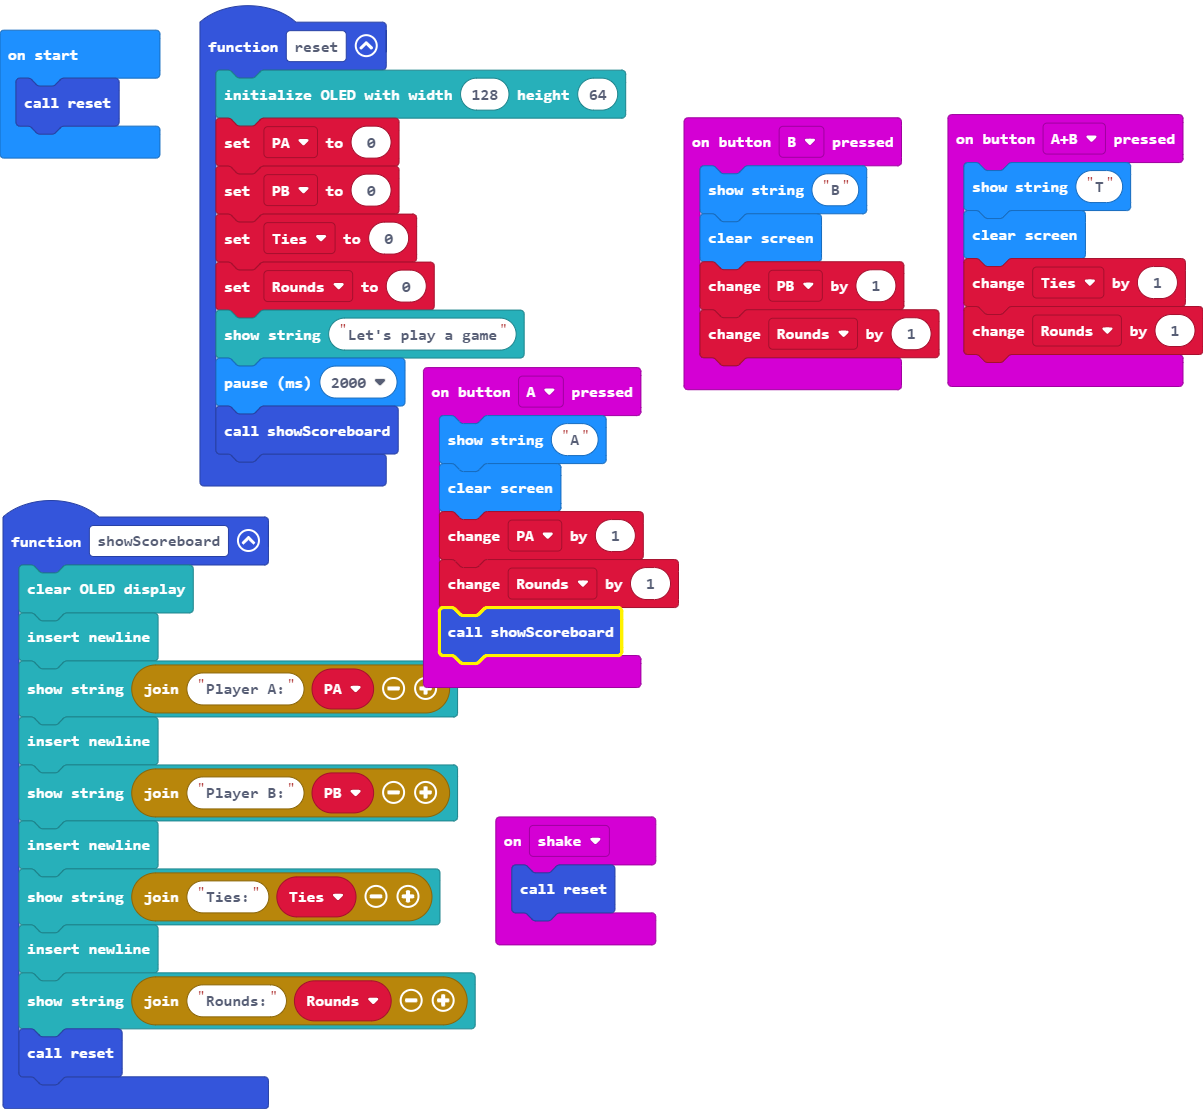 on start
call reset
function reset
initialize OLED with width 128 height 64
set PA to 0
set PB to 0
set Ties to 0
set Rounds to 0
show string "Let's play a game"
pause (ms) 2000
call showScoreboard
on button B pressed
show string "B"
clear screen
change PB by 1
change Rounds by 1
on button A+B pressed
show string "T"
clear screen
change Ties by 1
change Rounds by 1
on button A pressed
show string "A"
clear screen
change PA by 1
change Rounds by 1
call showScoreboard
function showScoreboard
clear OLED display
insert newline
show string join "Player A:" PA
insert newline
show string join "Player B:" PB
insert newline
show string join "Ties:" Ties
insert newline
show string join "Rounds:" Rounds
call reset
on shake
call reset